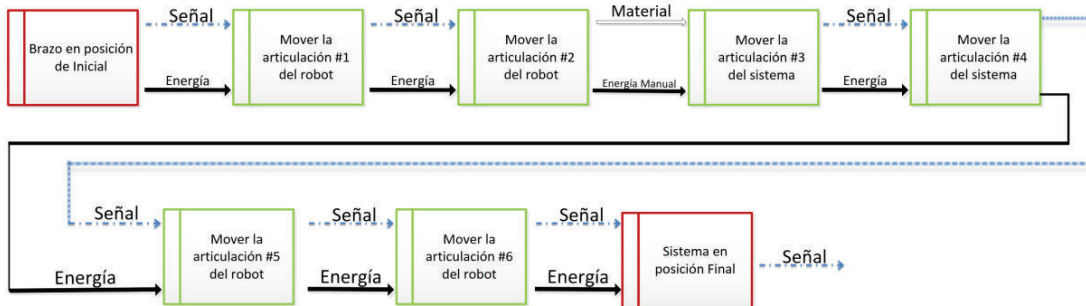 Señal
Señal
Material
Señal
Brazo en posición
de Inicial
Mover la
articulación #1
del robot
Mover la
articulación #2
del robot
Mover la
articulación #3
del sistema
Mover la
articulación #4
del sistema
Energía
Energía
Energía Manual
Energía
Señal
Señal
Señal
Mover la
articulación #5
del robot
Mover la
articulación #6
del robot
Sistema en
posición Final
Señal
Energía
Energía
Energía